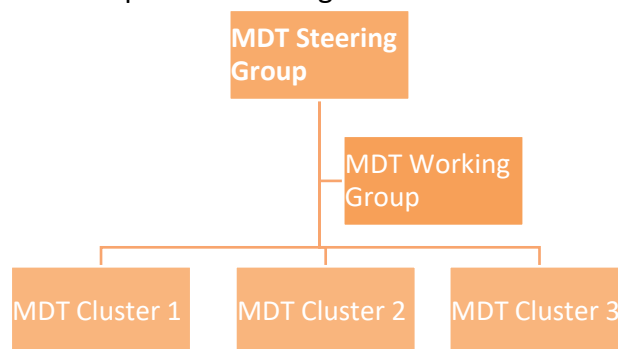 MDT Steering
Group
MDT Working
Group
MDT Cluster 1
MDT Cluster 2
MDT Cluster 3